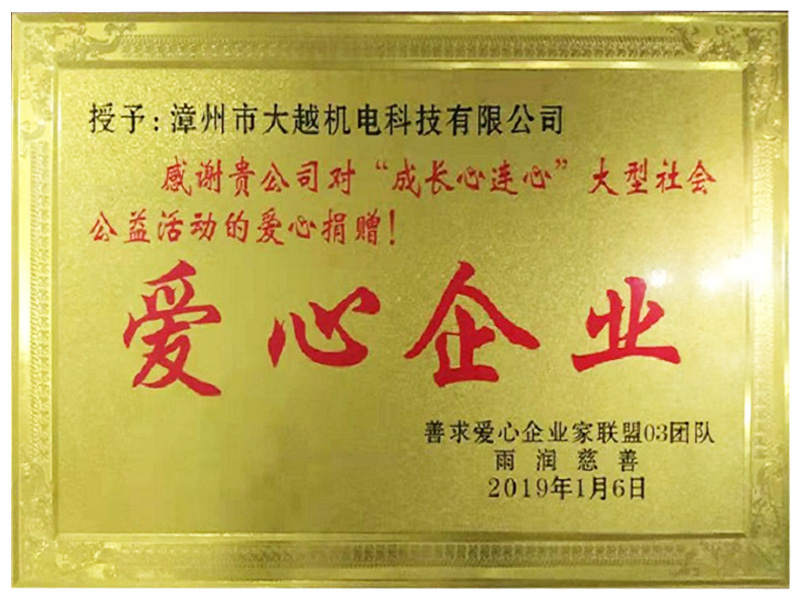 授予：漳州市大越机电科技有限公司
感谢贵公司对“成长心连心”大型社会
公益活动的爱心捐赠！
爱心企业
善求爱心企业家联盟03团队
雨润慈善
2019年1月6日